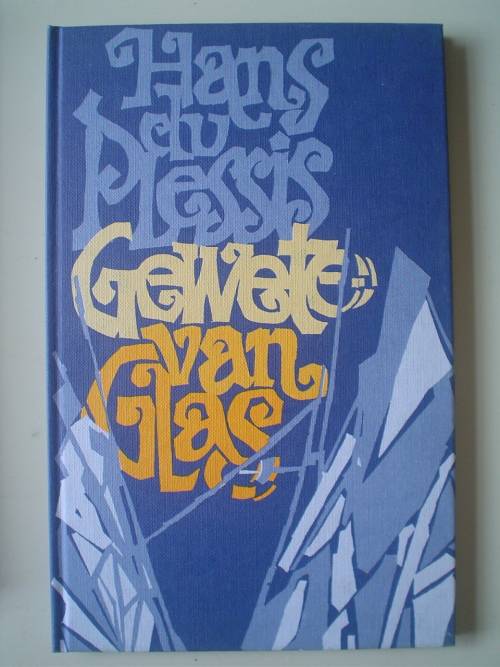 Hans
du
Plessis
Gewete
van
Glas